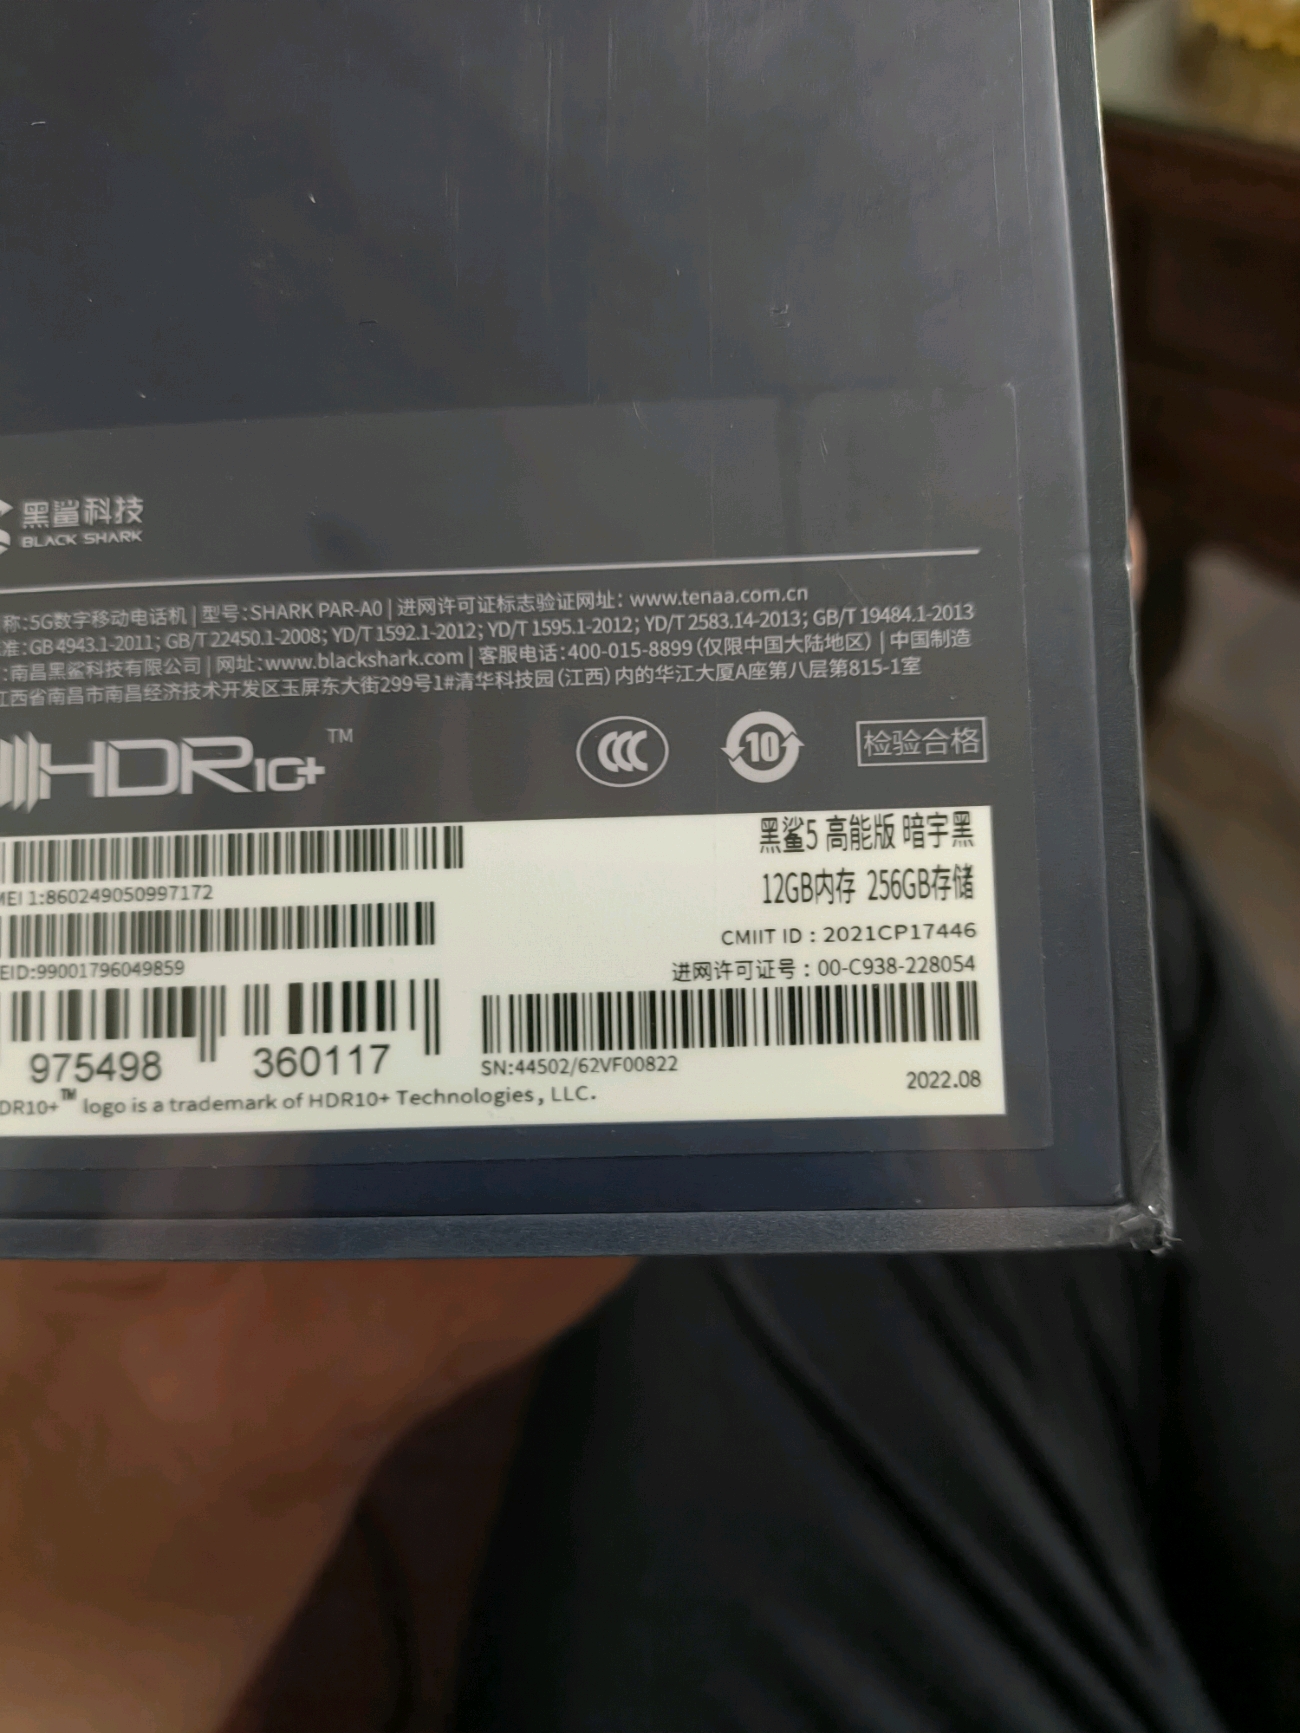 黑鲨科技
BLACK SHARK
称:5G数字移动电话机 | 型号:SHARK PAR-A0 | 进网许可证标志验证网址: www.tenaa.com.cn
准:GB 4943.1-2011; GB/T 22450.1-2008; YD/T 1592.1-2012; YD/T 1595.1-2012; YD/T 2583.14-2013; GB/T 19484.1-2013
:南昌黑鲨科技有限公司 | 网址:www.blackshark.com | 客服电话:400-015-8899 (仅限中国大陆地区) | 中国制造
江西省南昌市南昌经济技术开发区玉屏东大街299号1#清华科技园(江西)内的华江大厦A座第八层第815-1室
HDR10+™
CCC
10
检验合格
黑鲨5 高能版 暗宇黑
12GB内存 256GB存储
MEI 1:860249050997172
CMIIT ID : 2021CP17446
EID:99001796049859
进网许可证号 : 00-C938-228054
975498 360117
SN:44502/62VF00822
2022.08
DR10+™ logo is a trademark of HDR10+ Technologies, LLC.